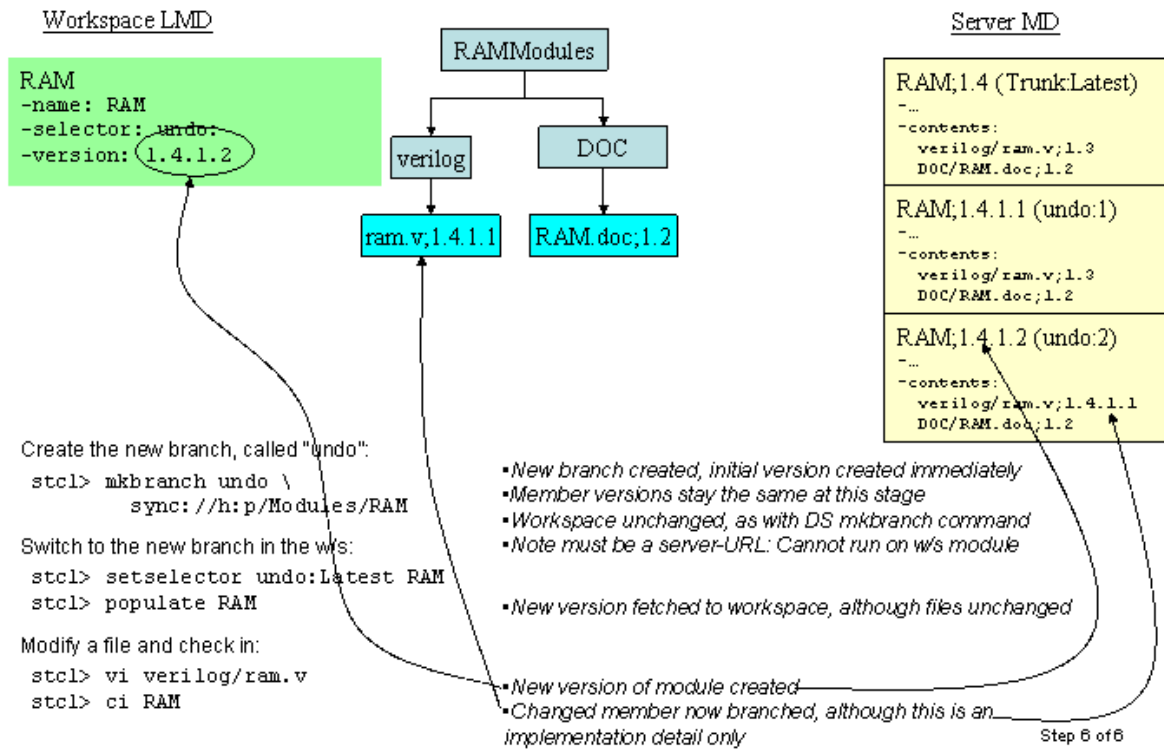 Workspace LMD
RAM
-name: RAM
-selector: undo:
-version: 1.4.1.2
RAMModules
verilog
DOC
ram.v;1.4.1.1
RAM.doc;1.2
Server MD
RAM;1.4 (Trunk:Latest)
-...
-contents:
verilog/ram.v;1.3
DOC/RAM.doc;1.2
RAM;1.4.1.1 (undo:1)
-...
-contents:
verilog/ram.v;1.3
DOC/RAM.doc;1.2
RAM;1.4.1.2 (undo:2)
-...
-contents:
verilog/ram.v;1.4.1.1
DOC/RAM.doc;1.2
Create the new branch, called "undo":
stcl> mkbranch undo \
sync://h:p/Modules/RAM
Switch to the new branch in the w/s:
stcl> setselector undo:Latest RAM
stcl> populate RAM
Modify a file and check in:
stcl> vi verilog/ram.v
stcl> ci RAM
▪New branch created, initial version created immediately
▪Member versions stay the same at this stage
▪Workspace unchanged, as with DS mkbranch command
▪Note must be a server-URL: Cannot run on w/s module
▪New version fetched to workspace, although files unchanged
▪New version of module created
▪Changed member now branched, although this is an
implementation detail only
Step 6 of 6